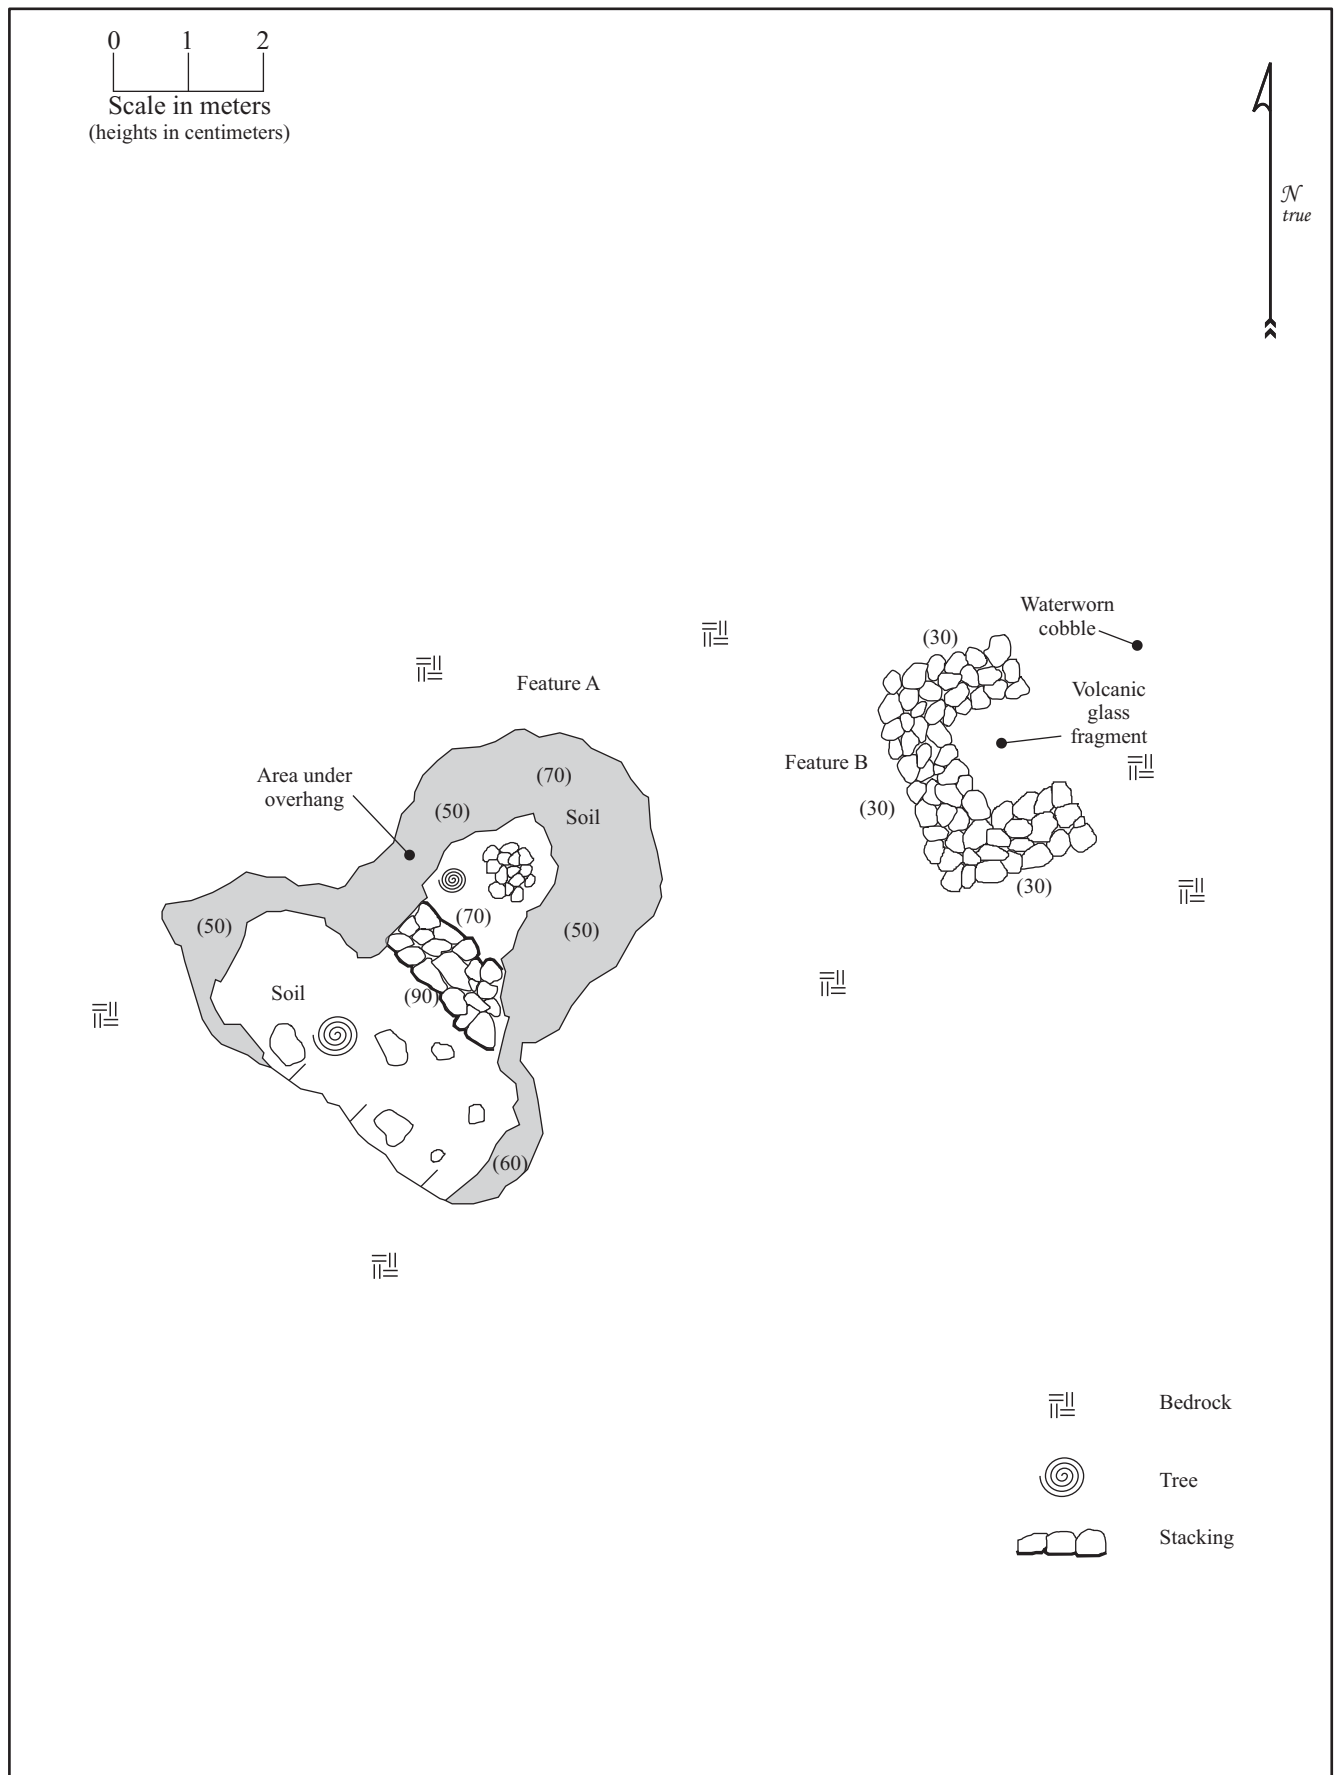 0 1 2
Scale in meters
(heights in centimeters)
N
true
Waterworn
cobble
(30)
Volcanic
glass
fragment
Feature A
Feature B
(30)
(30)
Area under
overhang
(70)
(50)
Soil
(70)
(50)
(50)
Soil
(90)
(60)
Bedrock
Tree
Stacking